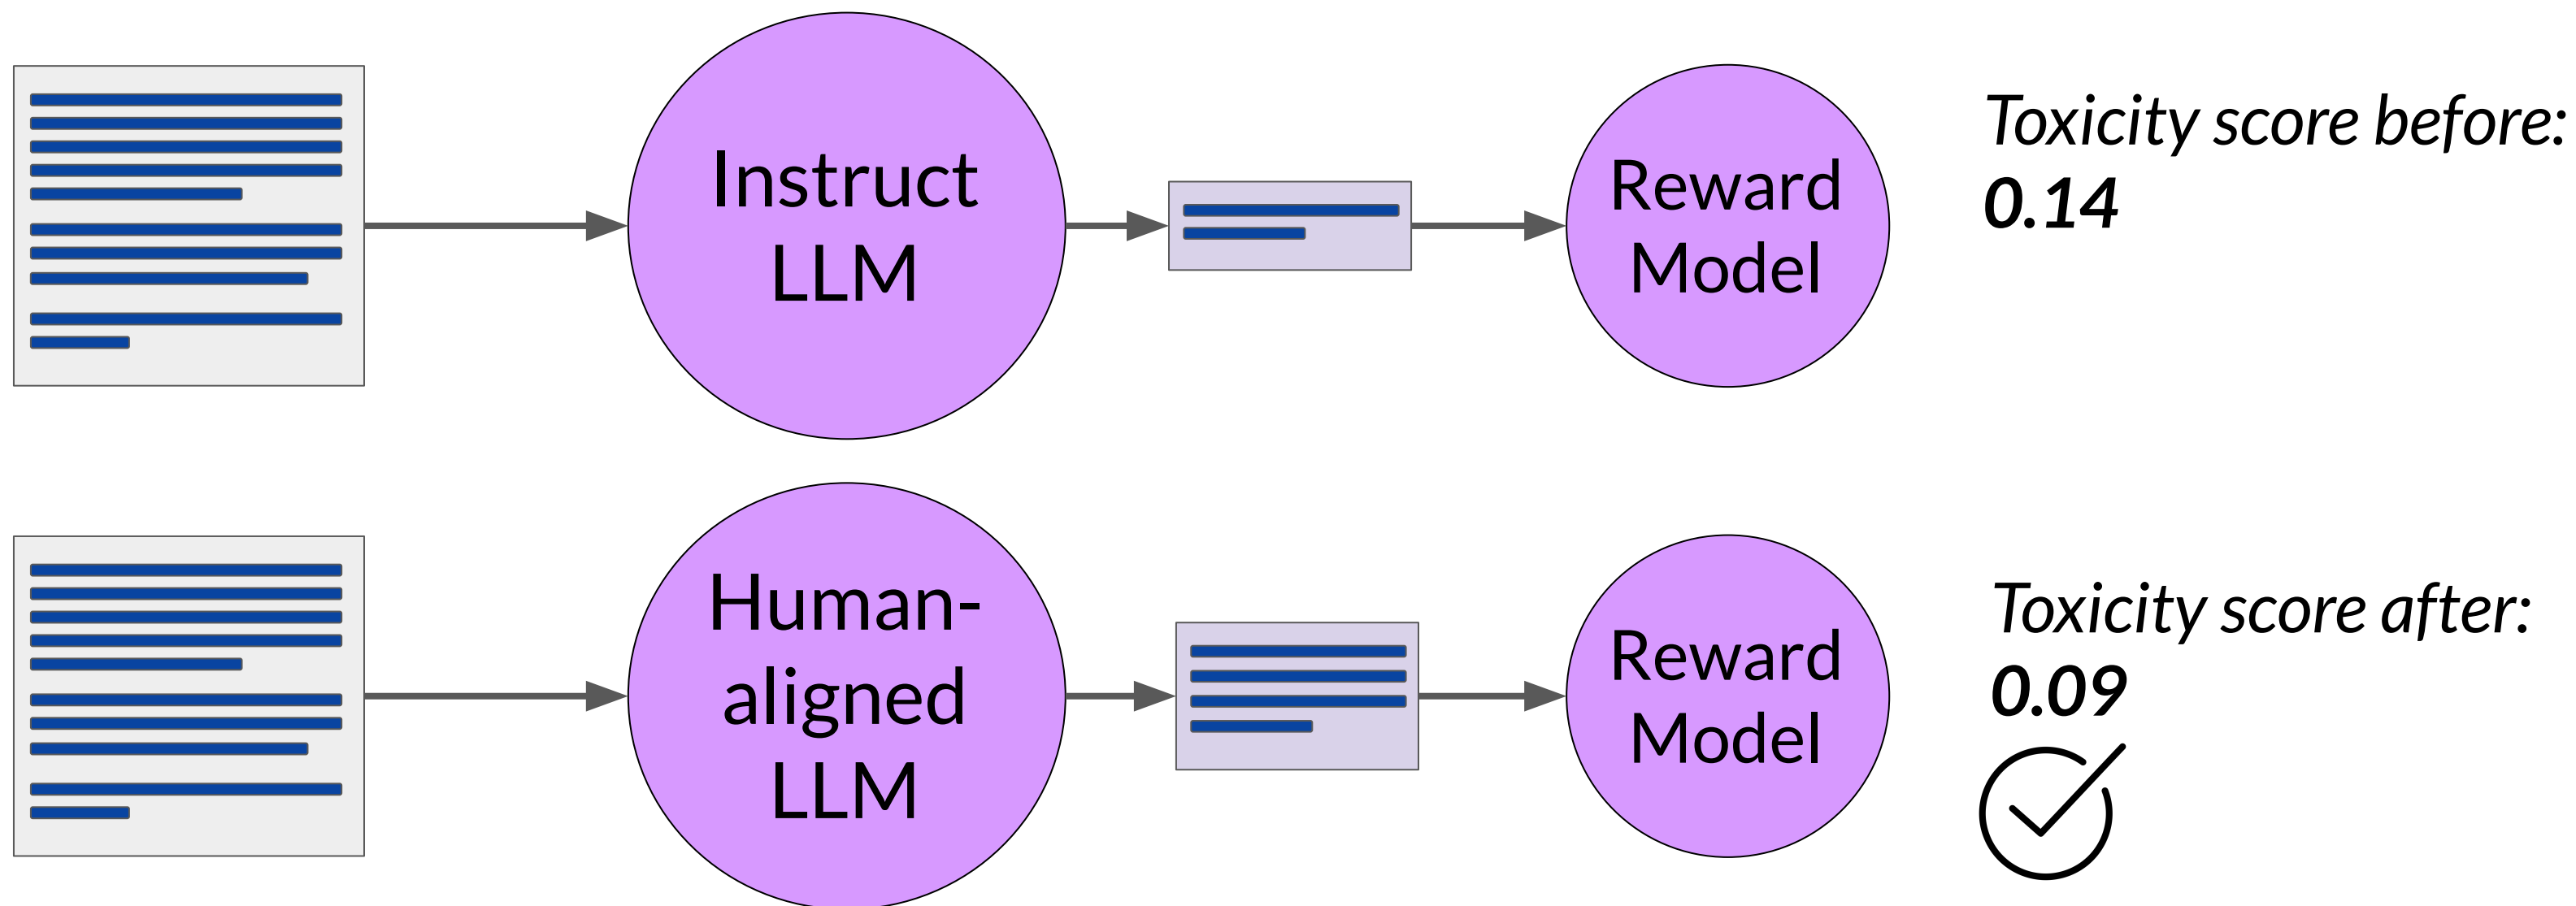 Instruct
LLM
Reward
Model
Toxicity score before:
0.14
Human-
aligned
LLM
Reward
Model
Toxicity score after:
0.09